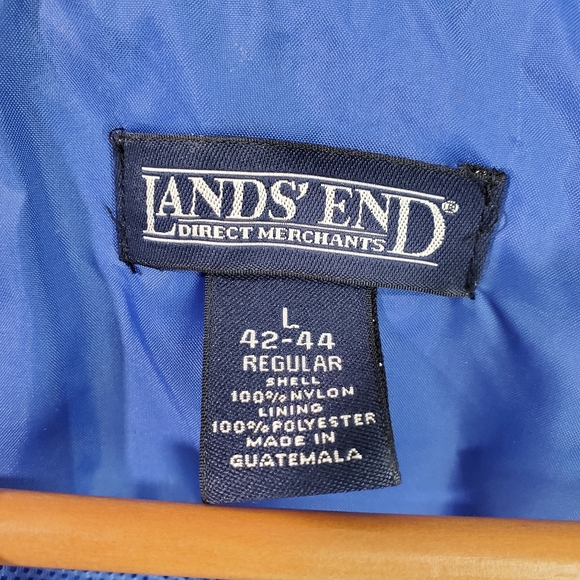 LANDS' END®
DIRECT MERCHANTS
L
42-44
REGULAR
SHELL
100% NYLON
LINING
100% POLYESTER
MADE IN
GUATEMALA